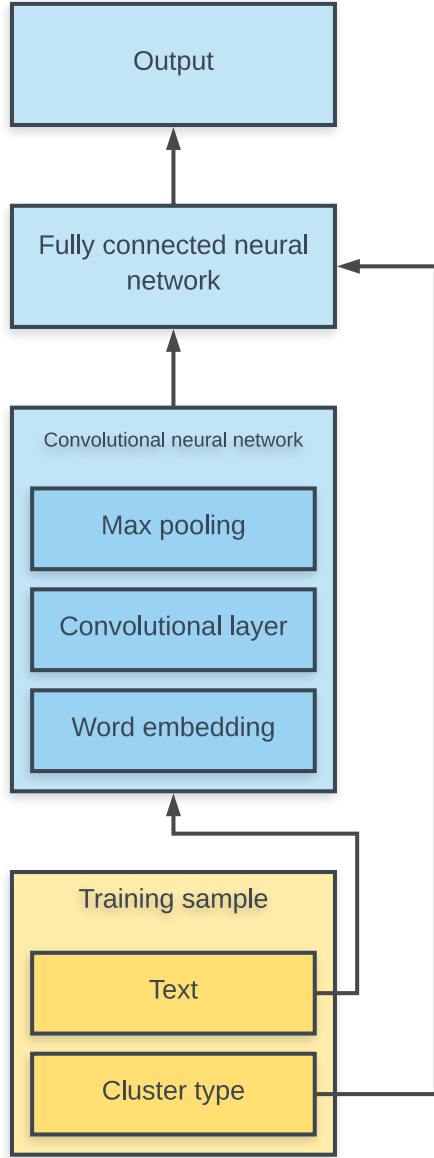 Output
Fully connected neural
network
Convolutional neural network
Max pooling
Convolutional layer
Word embedding
Training sample
Text
Cluster type